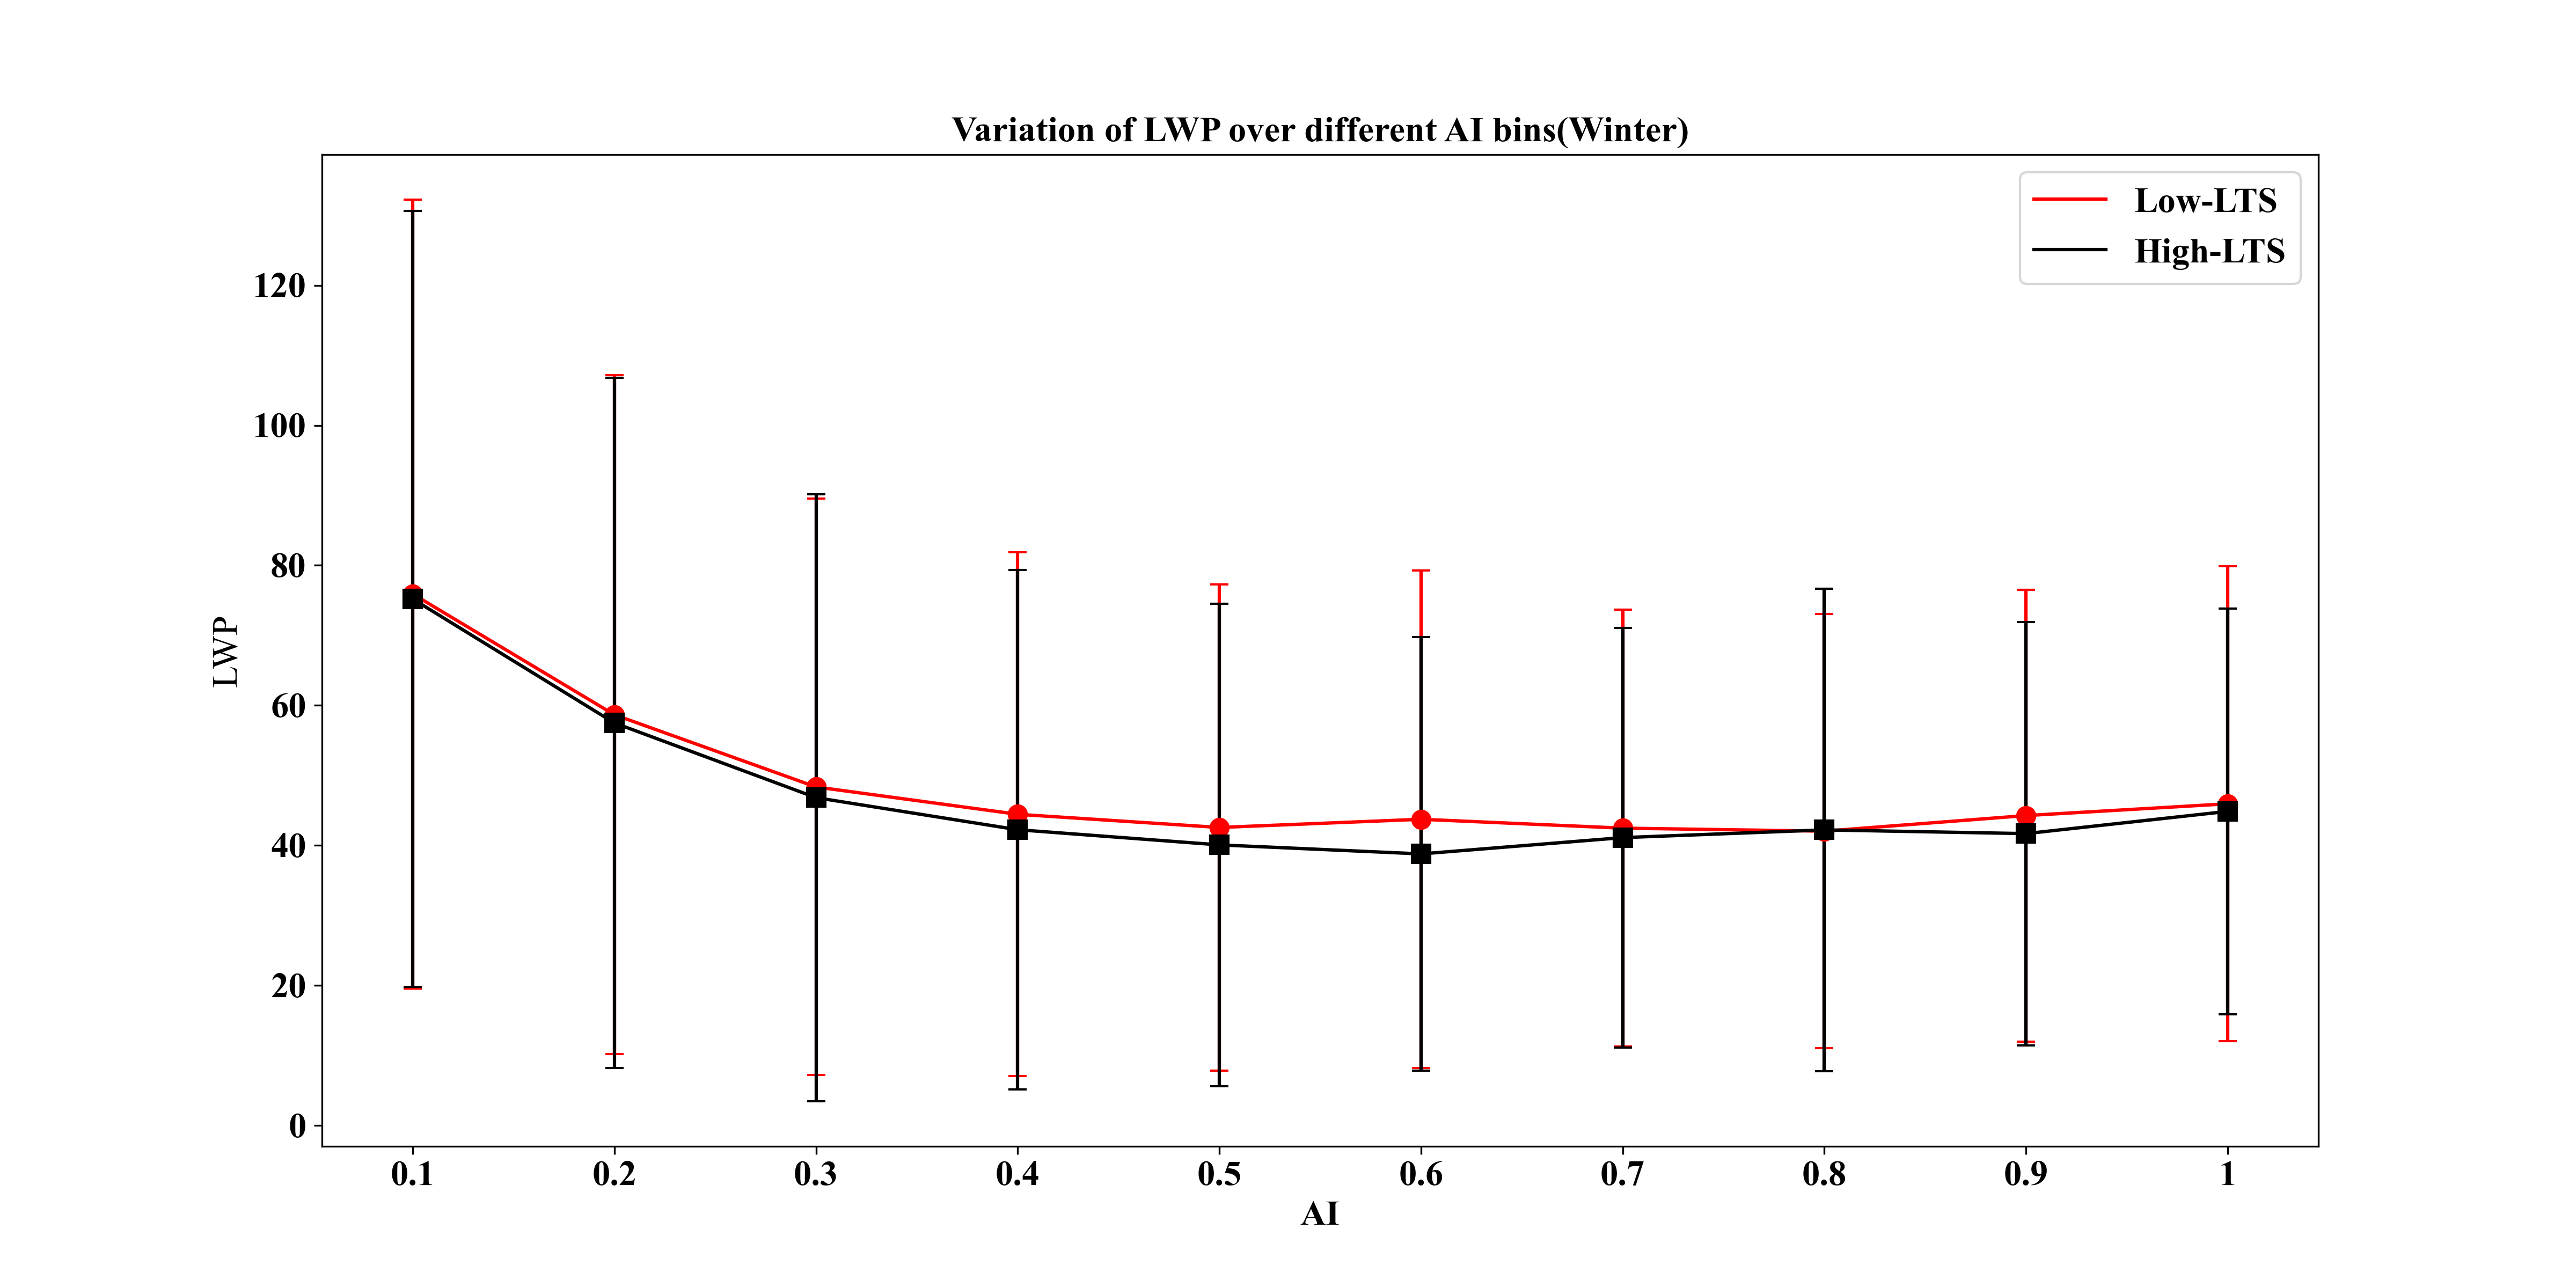 Variation of LWP over different AI bins(Winter)
Low-LTS
High-LTS
120
100
80
60
40
20
0
LWP
0.1 0.2 0.3 0.4 0.5 0.6 0.7 0.8 0.9 1
AI